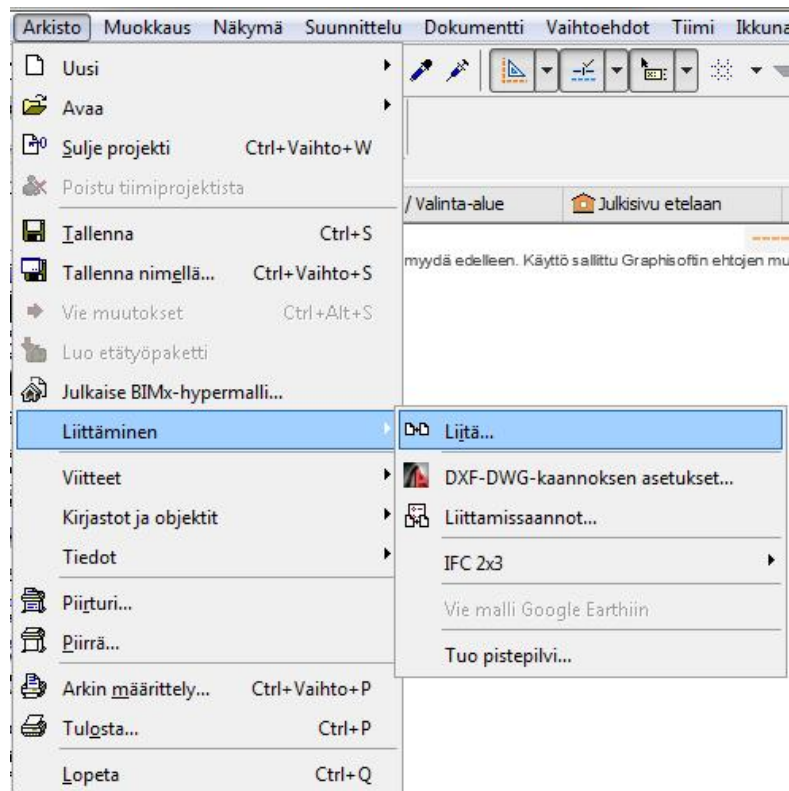 Arkisto Muokkaus Näkymä Suunnittelu Dokumentti Vaihtoehdot Tiimi Ikkuna
Uusi
Avaa
Sulje projekti Ctrl+Vaihto+W
Poistu tiimiprojektista
/ Valinta-alue Julkisivu etelaan
Tallenna Ctrl+S
myydä edelleen. Käyttö sallittu Graphisoftin ehtojen mu
Tallenna nimellä... Ctrl+Vaihto+S
Vie muutokset Ctrl+Alt+S
Luo etätyöpaketti
Julkaise BIMx-hypermalli...
Liittäminen
Liitä...
Viitteet
DXF-DWG-kaannoksen asetukset...
Kirjastot ja objektit
Liittamissaannot...
Tiedot
IFC 2x3
Piirturi...
Vie malli Google Earthiin
Piirrä...
Tuo pistepilvi...
Arkin määrittely... Ctrl+Vaihto+P
Tulosta... Ctrl+P
Lopeta Ctrl+Q